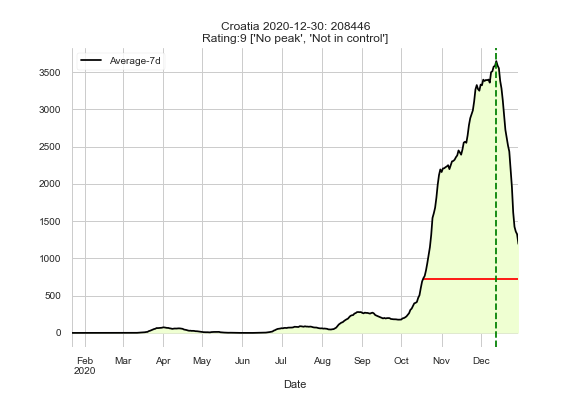 Croatia 2020-12-30: 208446
Rating:9 ['No peak', 'Not in control']
Average-7d
3500
3000
2500
2000
1500
1000
500
0
Feb Mar Apr May Jun Jul Aug Sep Oct Nov Dec
2020
Date